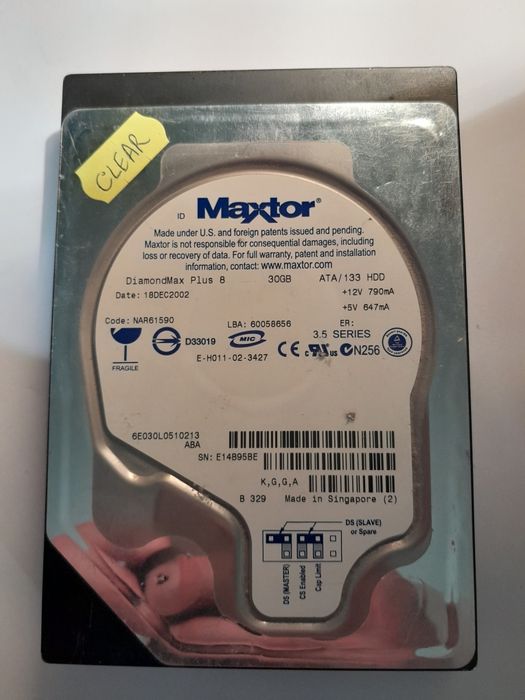 CLEAR
ID Maxtor®
Made under U.S. and foreign patents issued and pending.
Maxtor is not responsible for consequential damages, including
loss or recovery of data. For full warranty, patent and installation
information, contact: www.maxtor.com
DiamondMax Plus 8 30GB ATA/133 HDD
Date: 18DEC2002 +12V 790mA
+5V 647mA
Code: NAR61590 LBA: 60058656 ER:
3.5 SERIES
D33019 MIC CE c us N256
FRAGILE E-H011-02-3427
6E030L0510213
ABA
SN: E14B95BE
K,G,G,A
B 329 Made in Singapore (2)
DS (SLAVE)
or Spare
DS (MASTER)
CS Enabled
Cap Limit